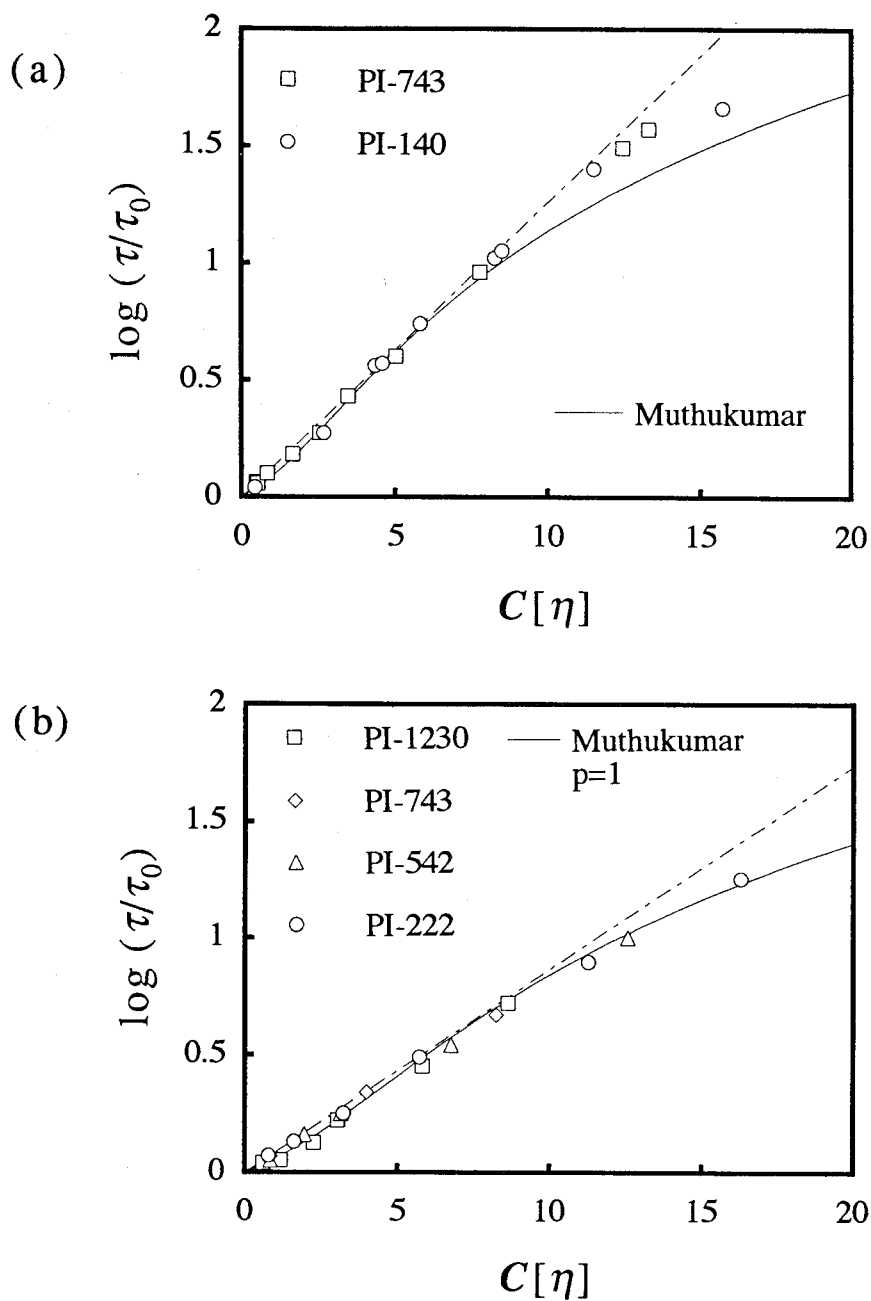 (a)
2
1.5
1
0.5
0
log (τ/τ₀)
PI-743
PI-140
Muthukumar
0 5 10 15 20
C[η]
(b)
2
1.5
1
0.5
0
log (τ/τ₀)
PI-1230
PI-743
PI-542
PI-222
Muthukumar
p=1
0 5 10 15 20
C[η]